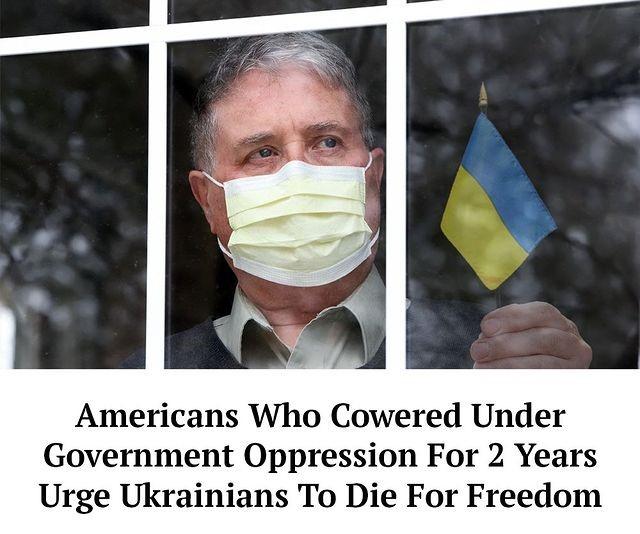 Americans Who Cowered Under
Government Oppression For 2 Years
Urge Ukrainians To Die For Freedom